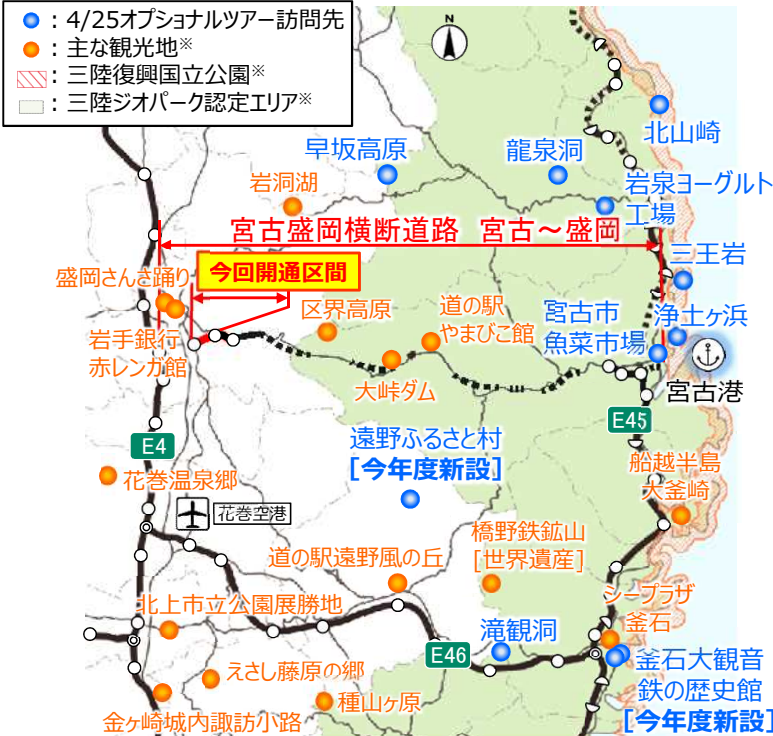 ●：4/25オプショナルツアー訪問先
●：主な観光地※
：三陸復興国立公園※
：三陸ジオパーク認定エリア※
N
北山崎
早坂高原
龍泉洞
岩洞湖
岩泉ヨーグルト
工場
宮古盛岡横断道路 宮古～盛岡
三王岩
今回開通区間
盛岡さんさ踊り
区界高原
道の駅
やまびこ館
宮古市
魚菜市場
浄土ヶ浜
岩手銀行
赤レンガ館
大峠ダム
宮古港
E4
E45
遠野ふるさと村
[今年度新設]
船越半島
大釜崎
花巻温泉郷
花巻空港
橋野鉄鉱山
[世界遺産]
道の駅遠野風の丘
シープラザ
釜石
北上市立公園展勝地
滝観洞
E46
釜石大観音
鉄の歴史館
[今年度新設]
えさし藤原の郷
種山ヶ原
金ヶ崎城内諏訪小路